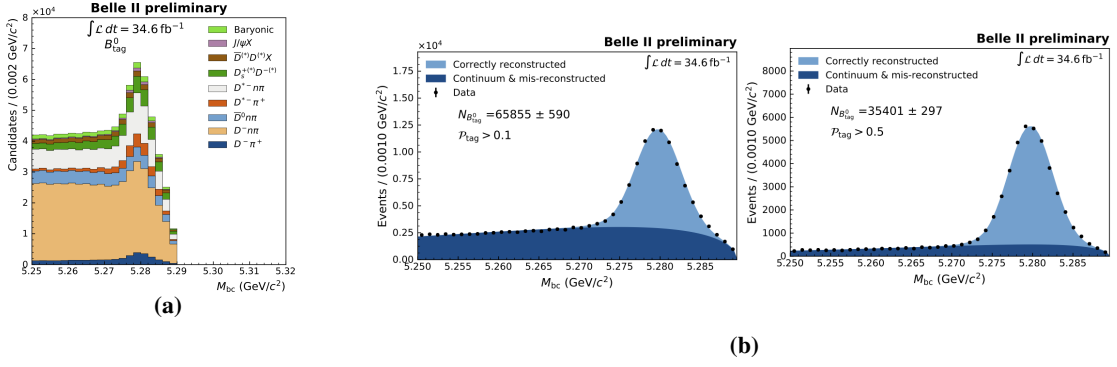 Belle II preliminary
×10⁴
∫ℒ dt = 34.6 fb⁻¹
B⁰tag
Baryonic
J/ψX
D̅⁽*⁾D⁽*⁾X
Dₛ⁺⁽*⁾D⁻⁽*⁾
D*⁻nπ
D*⁻π⁺
D̅⁰nπ
D⁻nπ
D⁻π⁺
Candidates / (0.002 GeV/c²)
8
7
6
5
4
3
2
1
0
5.25 5.26 5.27 5.28 5.29 5.30 5.31 5.32
Mbc (GeV/c²)
(a)
Belle II preliminary
×10⁴
∫ℒ dt = 34.6 fb⁻¹
Correctly reconstructed
Continuum & mis-reconstructed
Data
N_B⁰tag =65855 ± 590
𝒫tag > 0.1
Events / (0.0010 GeV/c²)
1.75
1.50
1.25
1.00
0.75
0.50
0.25
0.00
5.250 5.255 5.260 5.265 5.270 5.275 5.280 5.285
Mbc (GeV/c²)
Belle II preliminary
∫ℒ dt = 34.6 fb⁻¹
Correctly reconstructed
Continuum & mis-reconstructed
Data
N_B⁰tag =35401 ± 297
𝒫tag > 0.5
Events / (0.0010 GeV/c²)
8000
7000
6000
5000
4000
3000
2000
1000
0
5.250 5.255 5.260 5.265 5.270 5.275 5.280 5.285
Mbc (GeV/c²)
(b)